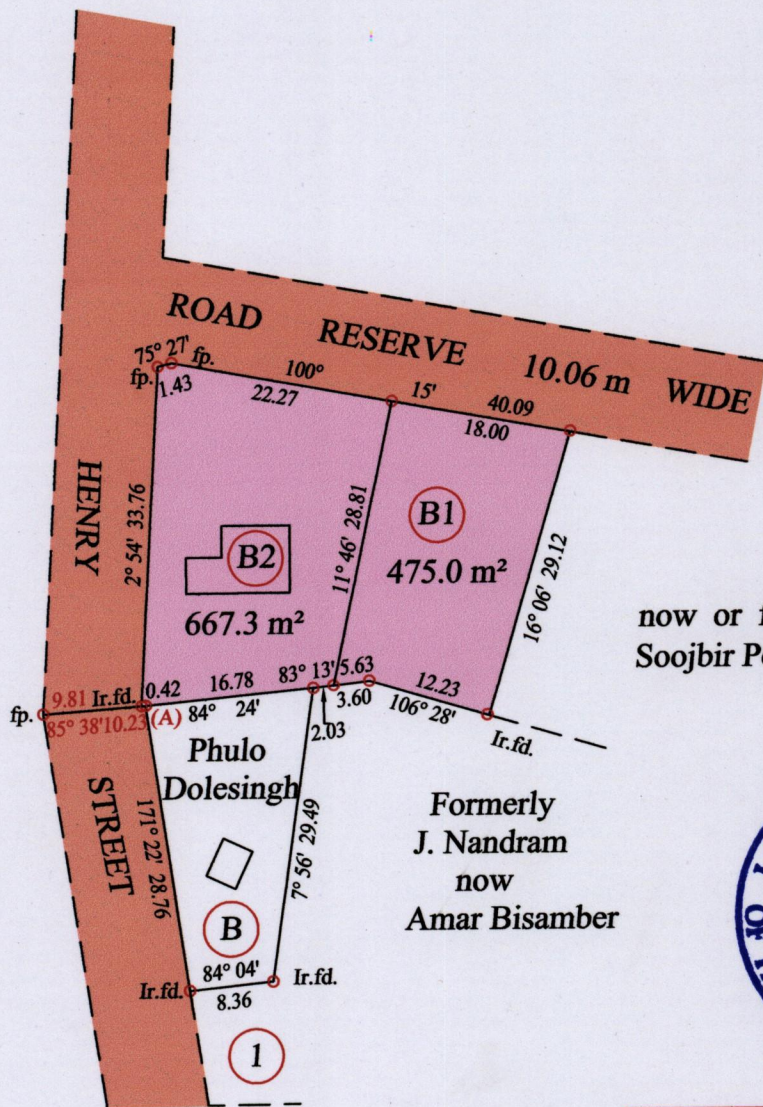 ROAD RESERVE 10.06 m WIDE
75° 27' fp.
fp.
1.43
100° 15' 40.09
22.27
18.00
HENRY
2° 54' 33.76
11° 46' 28.81
B1
475.0 m²
B2
667.3 m²
16° 06' 29.12
now or
Soojbir
9.81 Ir.fd. 0.42 16.78 83° 13' 5.63
fp. 85° 38' 10.23 (A) 84° 24'
3.60
2.03
12.23
106° 28'
Ir.fd.
Phulo
Dolesingh
STREET
171° 22' 28.76
7° 56' 29.49
Formerly
J. Nandram
now
Amar Bisamber
B
84° 04'
Ir.fd. Ir.fd.
8.36
1
OF